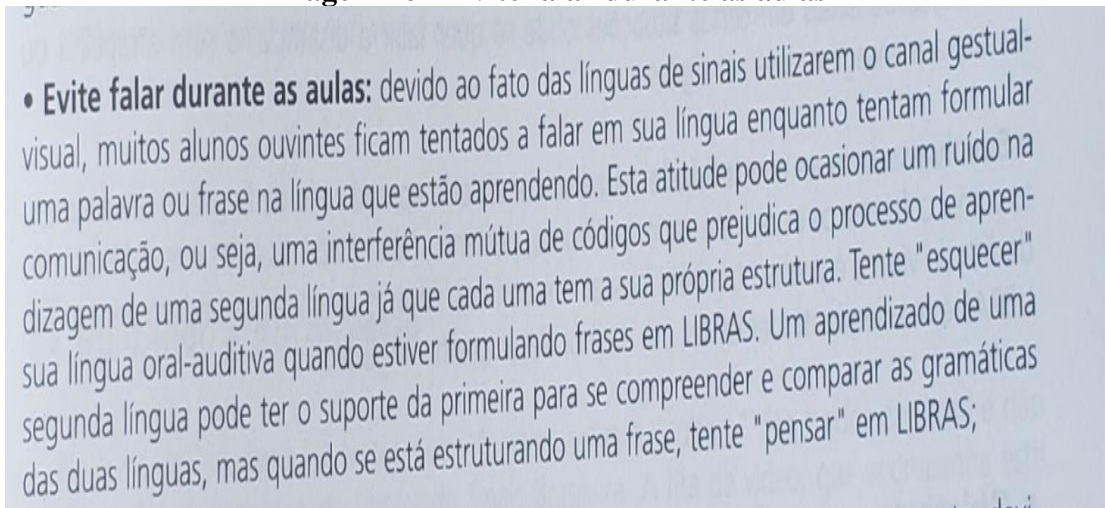 • Evite falar durante as aulas: devido ao fato das línguas de sinais utilizarem o canal gestual-
visual, muitos alunos ouvintes ficam tentados a falar em sua língua enquanto tentam formular
uma palavra ou frase na língua que estão aprendendo. Esta atitude pode ocasionar um ruído na
comunicação, ou seja, uma interferência mútua de códigos que prejudica o processo de apren-
dizagem de uma segunda língua já que cada uma tem a sua própria estrutura. Tente "esquecer"
sua língua oral-auditiva quando estiver formulando frases em LIBRAS. Um aprendizado de uma
segunda língua pode ter o suporte da primeira para se compreender e comparar as gramáticas
das duas línguas, mas quando se está estruturando uma frase, tente "pensar" em LIBRAS;